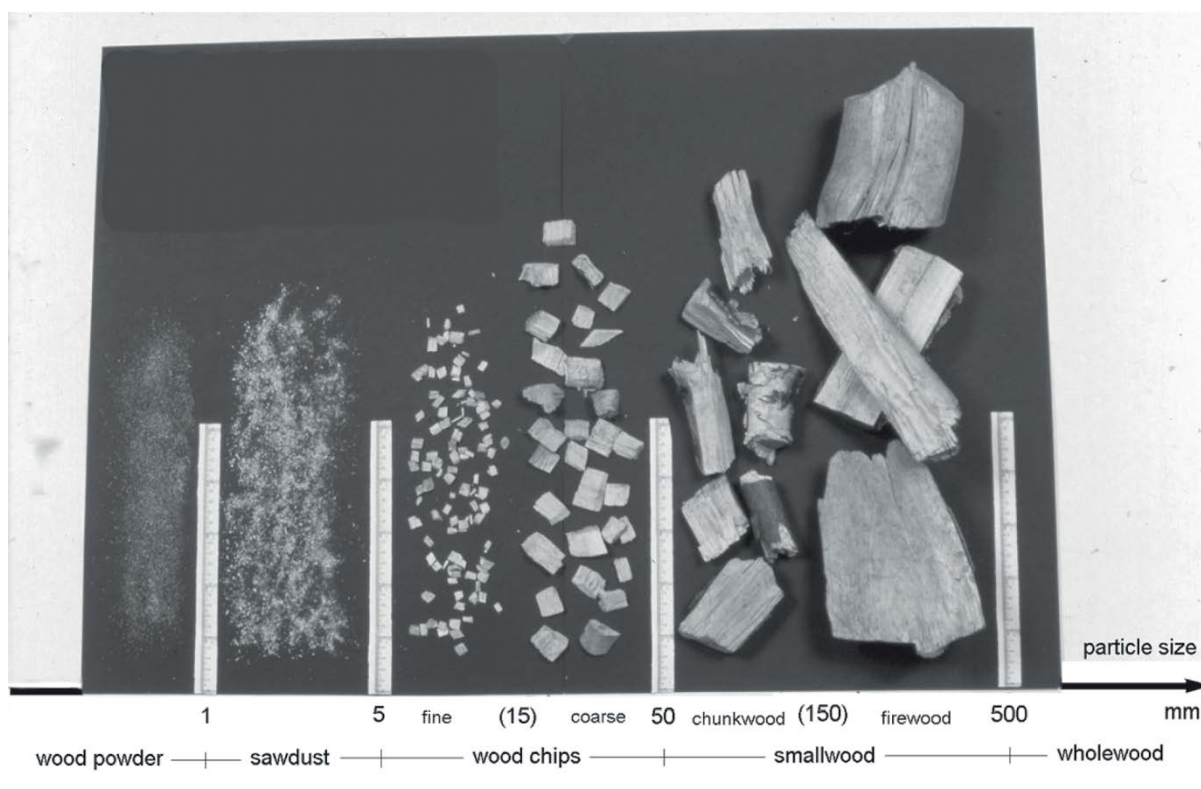 particle size
1 5 fine (15) coarse 50 chunkwood (150) firewood 500 mm
wood powder sawdust wood chips smallwood wholewood